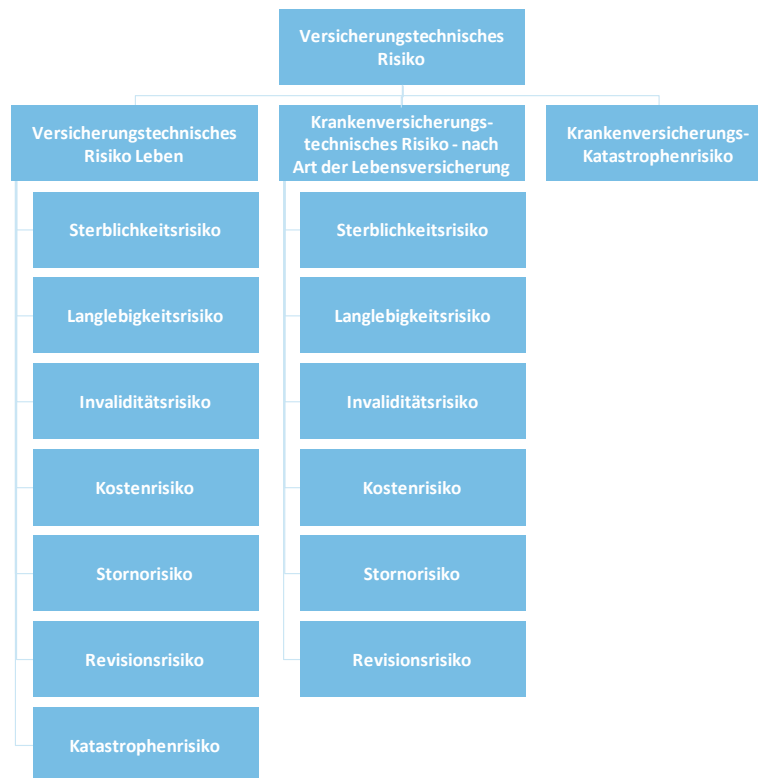 Versicherungstechnisches
Risiko
Versicherungstechnisches
Risiko Leben
Krankenversicherungs-
technisches Risiko - nach
Art der Lebensversicherung
Krankenversicherungs-
Katastrophenrisiko
Sterblichkeitsrisiko
Langlebigkeitsrisiko
Invaliditätsrisiko
Kostenrisiko
Stornorisiko
Revisionsrisiko
Katastrophenrisiko
Sterblichkeitsrisiko
Langlebigkeitsrisiko
Invaliditätsrisiko
Kostenrisiko
Stornorisiko
Revisionsrisiko